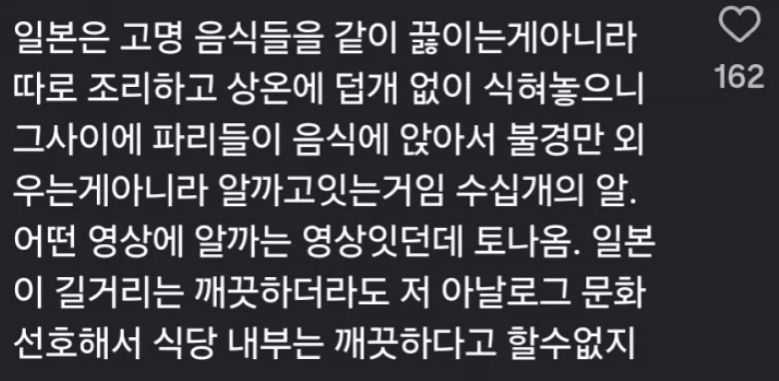 일본은 고명 음식들을 같이 끓이는게아니라
따로 조리하고 상온에 덥개 없이 식혀놓으니
그사이에 파리들이 음식에 앉아서 불경만 외
우는게아니라 알까고잇는거임 수십개의 알.
어떤 영상에 알까는 영상잇던데 토나옴. 일본
이 길거리는 깨끗하더라도 저 아날로그 문화
선호해서 식당 내부는 깨끗하다고 할수없지
162